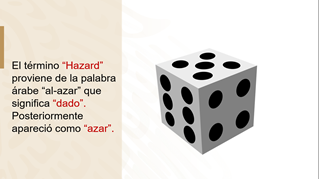 El término “Hazard”
proviene de la palabra
árabe “al-azar” que
significa “dado”.
Posteriormente
apareció como “azar”.